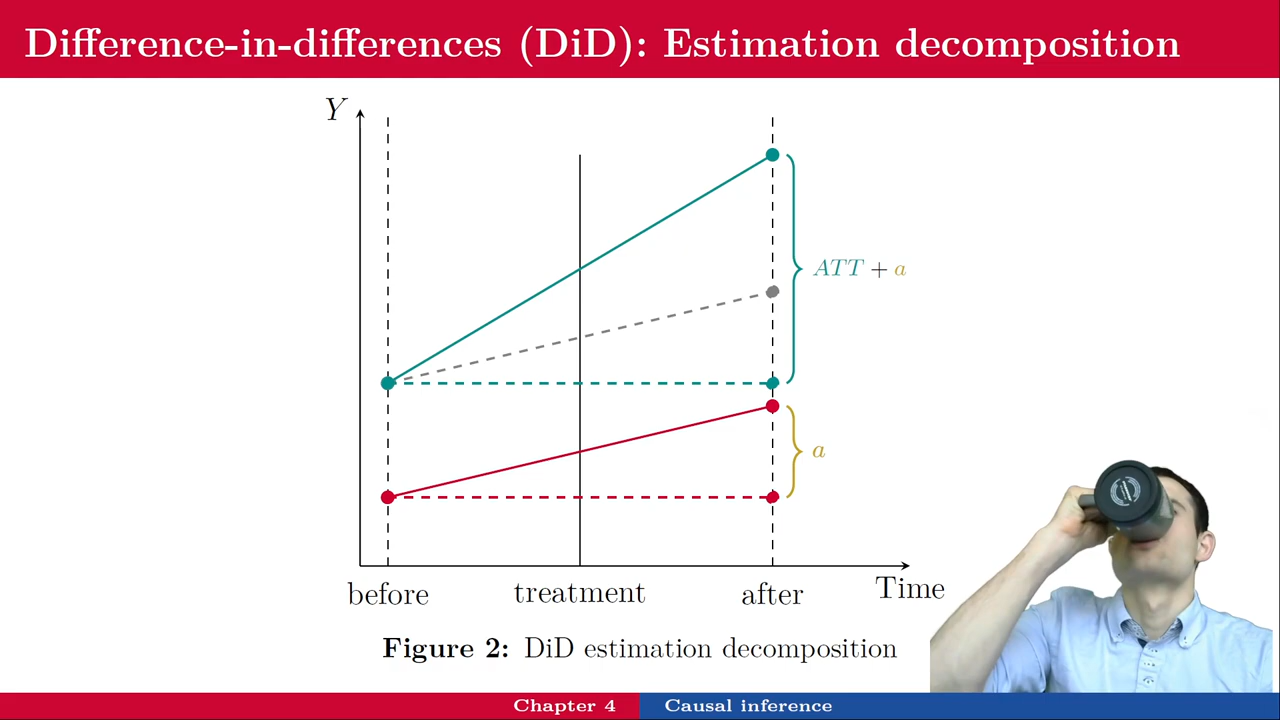 Difference-in-differences (DiD): Estimation decomposition
Y
ATT + a
a
before
treatment
after
Time
Figure 2: DiD estimation decomposition
Chapter 4
Causal inference